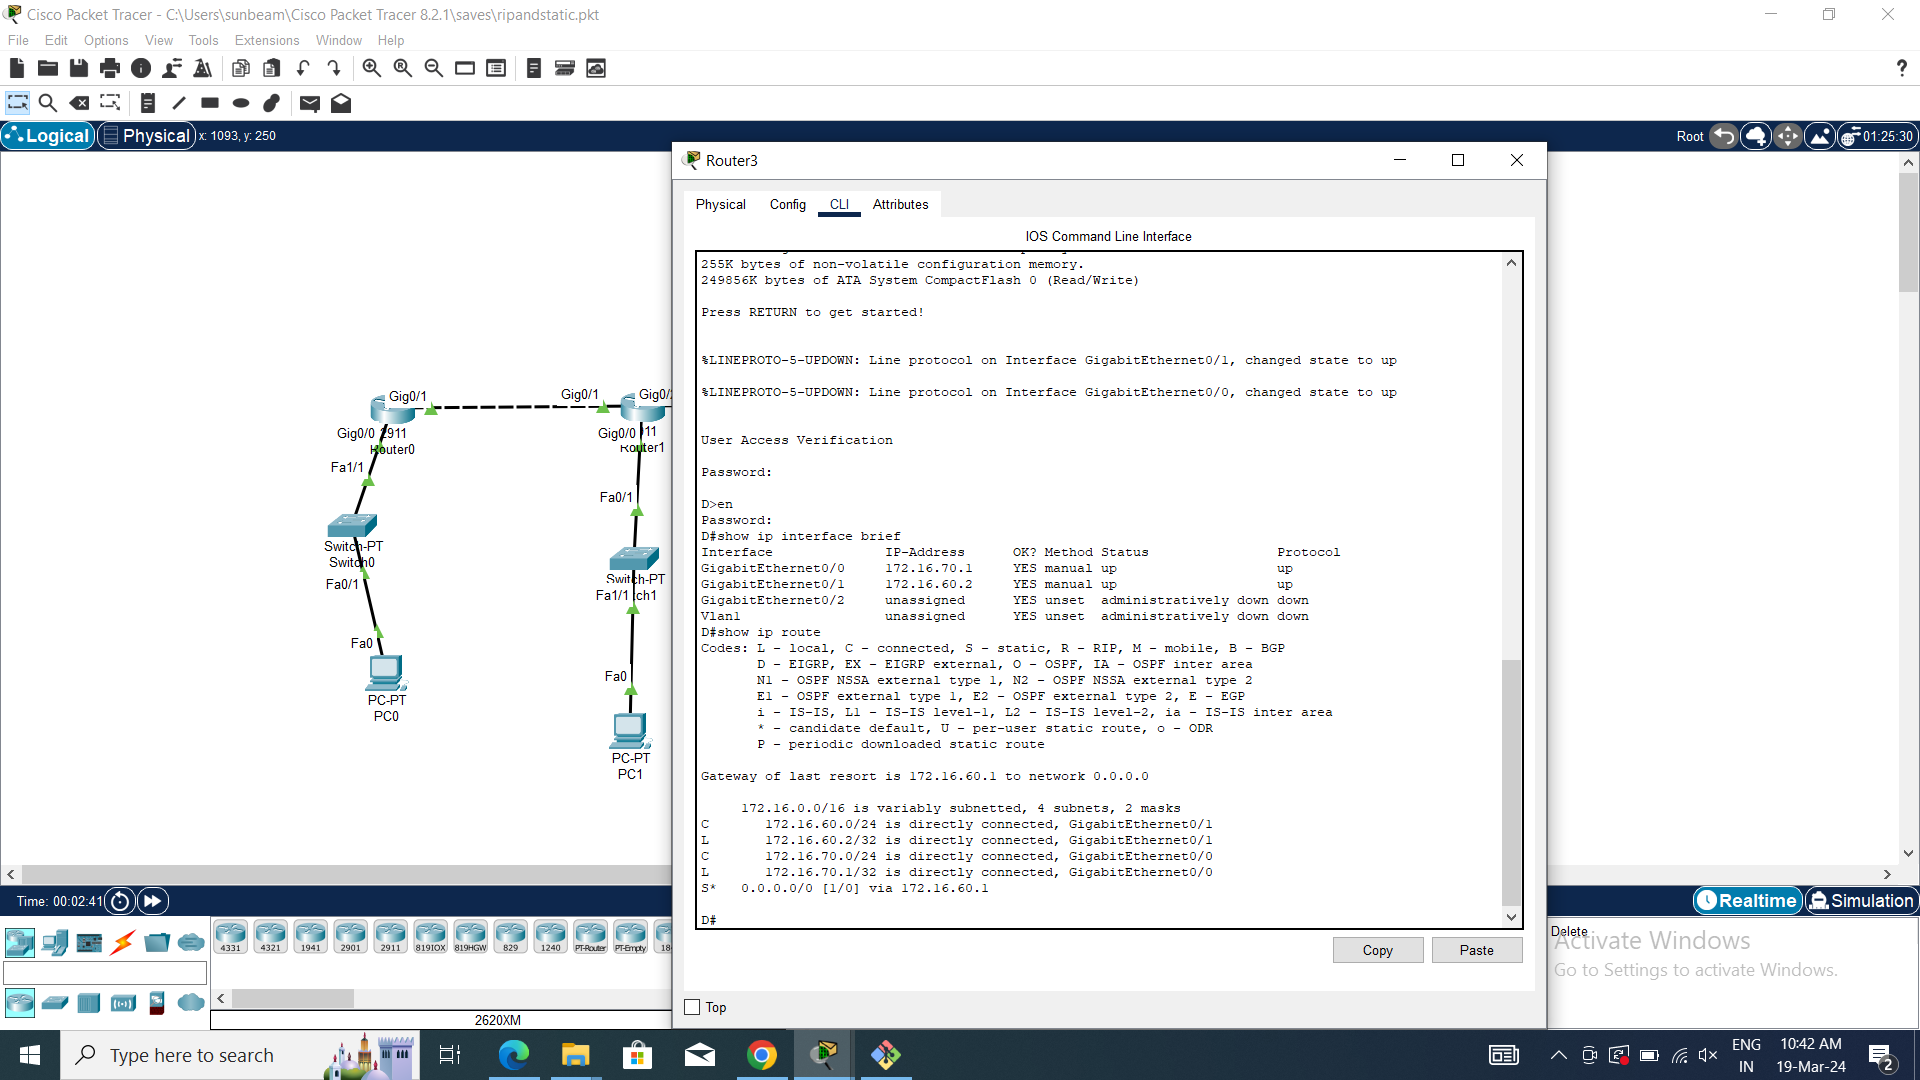 Cisco Packet Tracer - C:\Users\sunbeam\Cisco Packet Tracer 8.2.1\saves\ripandstatic.pkt
File Edit Options View Tools Extensions Window Help
Logical Physical x: 1093, y: 250
Root 01:25:30
Router3
Physical Config CLI Attributes
IOS Command Line Interface
255K bytes of non-volatile configuration memory.
249856K bytes of ATA System CompactFlash 0 (Read/Write)
Press RETURN to get started!
%LINEPROTO-5-UPDOWN: Line protocol on Interface GigabitEthernet0/1, changed state to up
%LINEPROTO-5-UPDOWN: Line protocol on Interface GigabitEthernet0/0, changed state to up
User Access Verification
Password:
D>en
Password:
D#show ip interface brief
Interface IP-Address OK? Method Status Protocol
GigabitEthernet0/0 172.16.70.1 YES manual up up
GigabitEthernet0/1 172.16.60.2 YES manual up up
GigabitEthernet0/2 unassigned YES unset administratively down down
Vlan1 unassigned YES unset administratively down down
D#show ip route
Codes: L - local, C - connected, S - static, R - RIP, M - mobile, B - BGP
D - EIGRP, EX - EIGRP external, O - OSPF, IA - OSPF inter area
N1 - OSPF NSSA external type 1, N2 - OSPF NSSA external type 2
E1 - OSPF external type 1, E2 - OSPF external type 2, E - EGP
i - IS-IS, L1 - IS-IS level-1, L2 - IS-IS level-2, ia - IS-IS inter area
* - candidate default, U - per-user static route, o - ODR
P - periodic downloaded static route
Gateway of last resort is 172.16.60.1 to network 0.0.0.0
172.16.0.0/16 is variably subnetted, 4 subnets, 2 masks
C 172.16.60.0/24 is directly connected, GigabitEthernet0/1
L 172.16.60.2/32 is directly connected, GigabitEthernet0/1
C 172.16.70.0/24 is directly connected, GigabitEthernet0/0
L 172.16.70.1/32 is directly connected, GigabitEthernet0/0
S* 0.0.0.0/0 [1/0] via 172.16.60.1
D#
Copy Paste
Top
Gig0/1
Gig0/0 2911
Router0
Fa1/1
Switch-PT
Switch0
Fa0/1
Fa0
PC-PT
PC0
Gig0/1 Gig0/
Gig0/0 11
Router1
Fa0/1
Switch-PT
Fa1/1 ch1
Fa0
PC-PT
PC1
Time: 00:02:41
Realtime Simulation
4331 4321 1941 2901 2911 819IOX 819HGW 829 1240 PT-Router PT-Empty 18
2620XM
Delete
Activate Windows
Go to Settings to activate Windows.
Type here to search
ENG
IN
10:42 AM
19-Mar-24
2